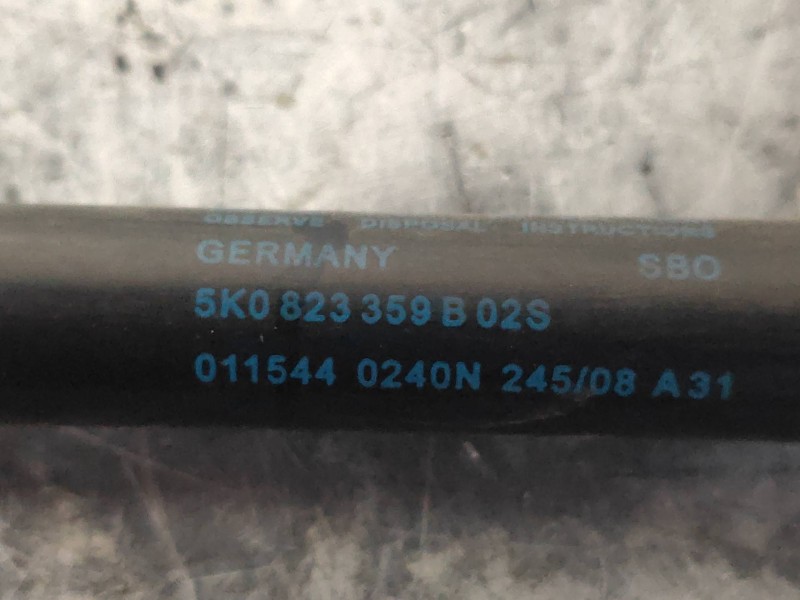 OBSERVE DISPOSAL INSTRUCTIONS
GERMANY SBO
5K0 823 359 B 02S
011544 0240N 245/08 A31